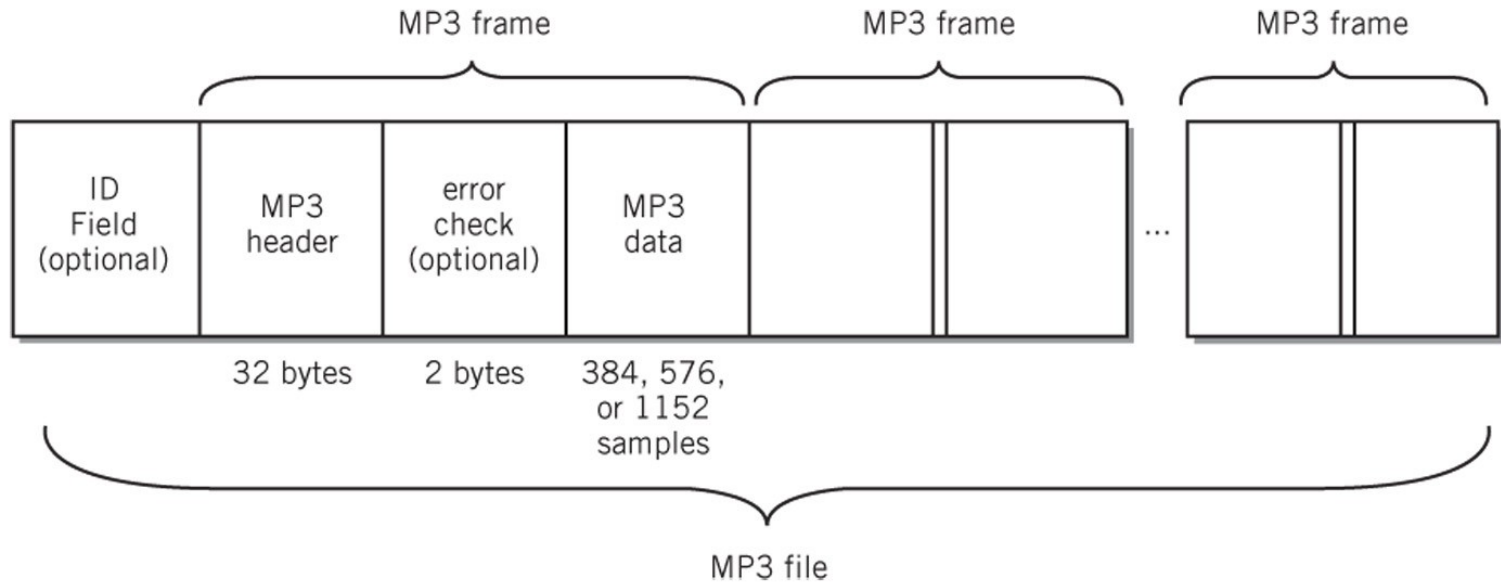 MP3 frame
MP3 frame
MP3 frame
ID
Field
(optional)
MP3
header
error
check
(optional)
MP3
data
...
32 bytes
2 bytes
384, 576,
or 1152
samples
MP3 file